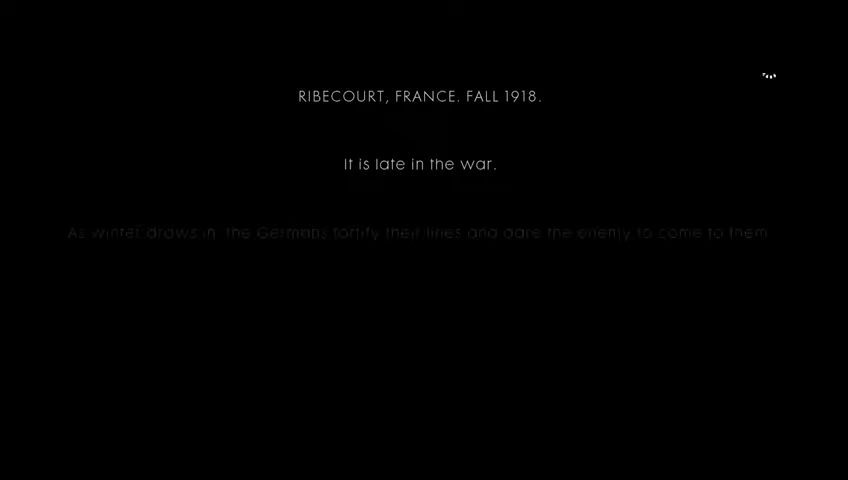 RIBECOURT, FRANCE. FALL 1918.
It is late in the war.
As winter draws in, the Germans fortify their lines and dare the enemy to come to them